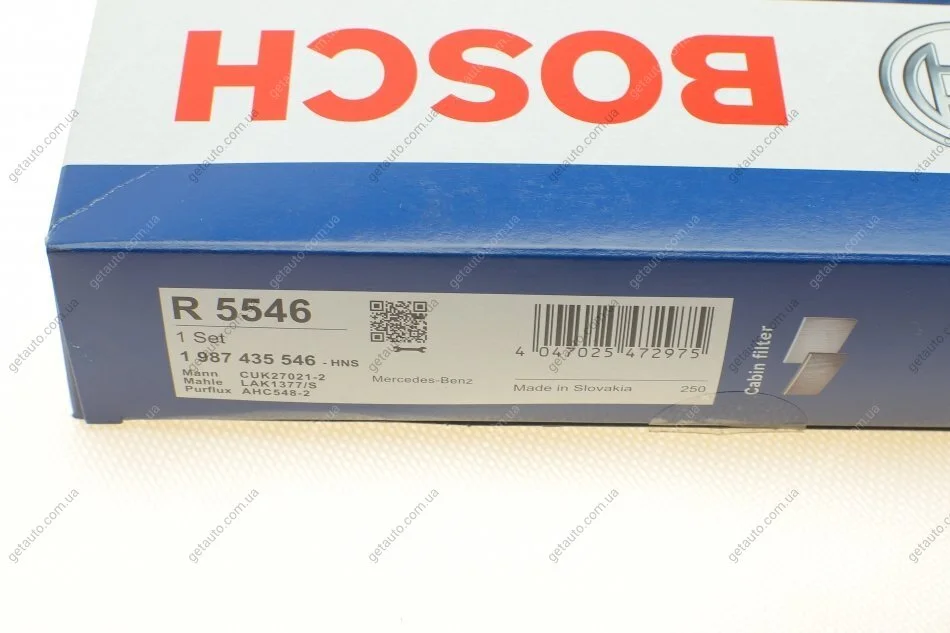 BOSCH
R 5546
1 Set
1 987 435 546 - HNS
Mann CUK27021-2
Mahle LAK1377/S
Purflux AHC548-2
Mercedes-Benz
4 047025 472975
Made in Slovakia 250
Cabin filter
getauto.com.ua